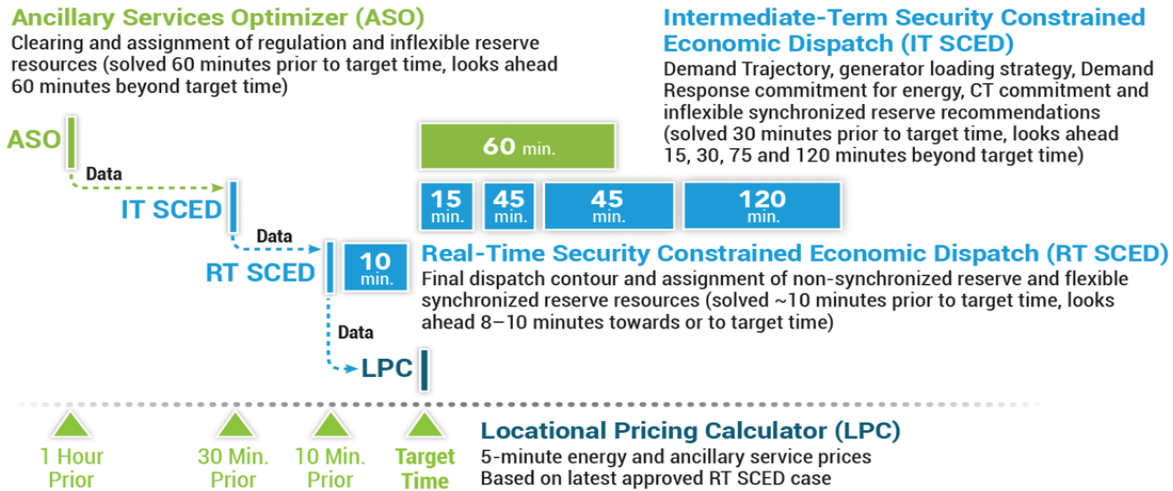 Ancillary Services Optimizer (ASO)
Clearing and assignment of regulation and inflexible reserve
resources (solved 60 minutes prior to target time, looks ahead
60 minutes beyond target time)
Intermediate-Term Security Constrained
Economic Dispatch (IT SCED)
Demand Trajectory, generator loading strategy, Demand
Response commitment for energy, CT commitment and
inflexible synchronized reserve recommendations
(solved 30 minutes prior to target time, looks ahead
15, 30, 75 and 120 minutes beyond target time)
ASO
60 min.
Data
IT SCED
15 min.
45 min.
45 min.
120 min.
Data
RT SCED
10 min.
Real-Time Security Constrained Economic Dispatch (RT SCED)
Final dispatch contour and assignment of non-synchronized reserve and flexible
synchronized reserve resources (solved ~10 minutes prior to target time, looks
ahead 8–10 minutes towards or to target time)
Data
LPC
1 Hour
Prior
30 Min.
Prior
10 Min.
Prior
Target
Time
Locational Pricing Calculator (LPC)
5-minute energy and ancillary service prices
Based on latest approved RT SCED case